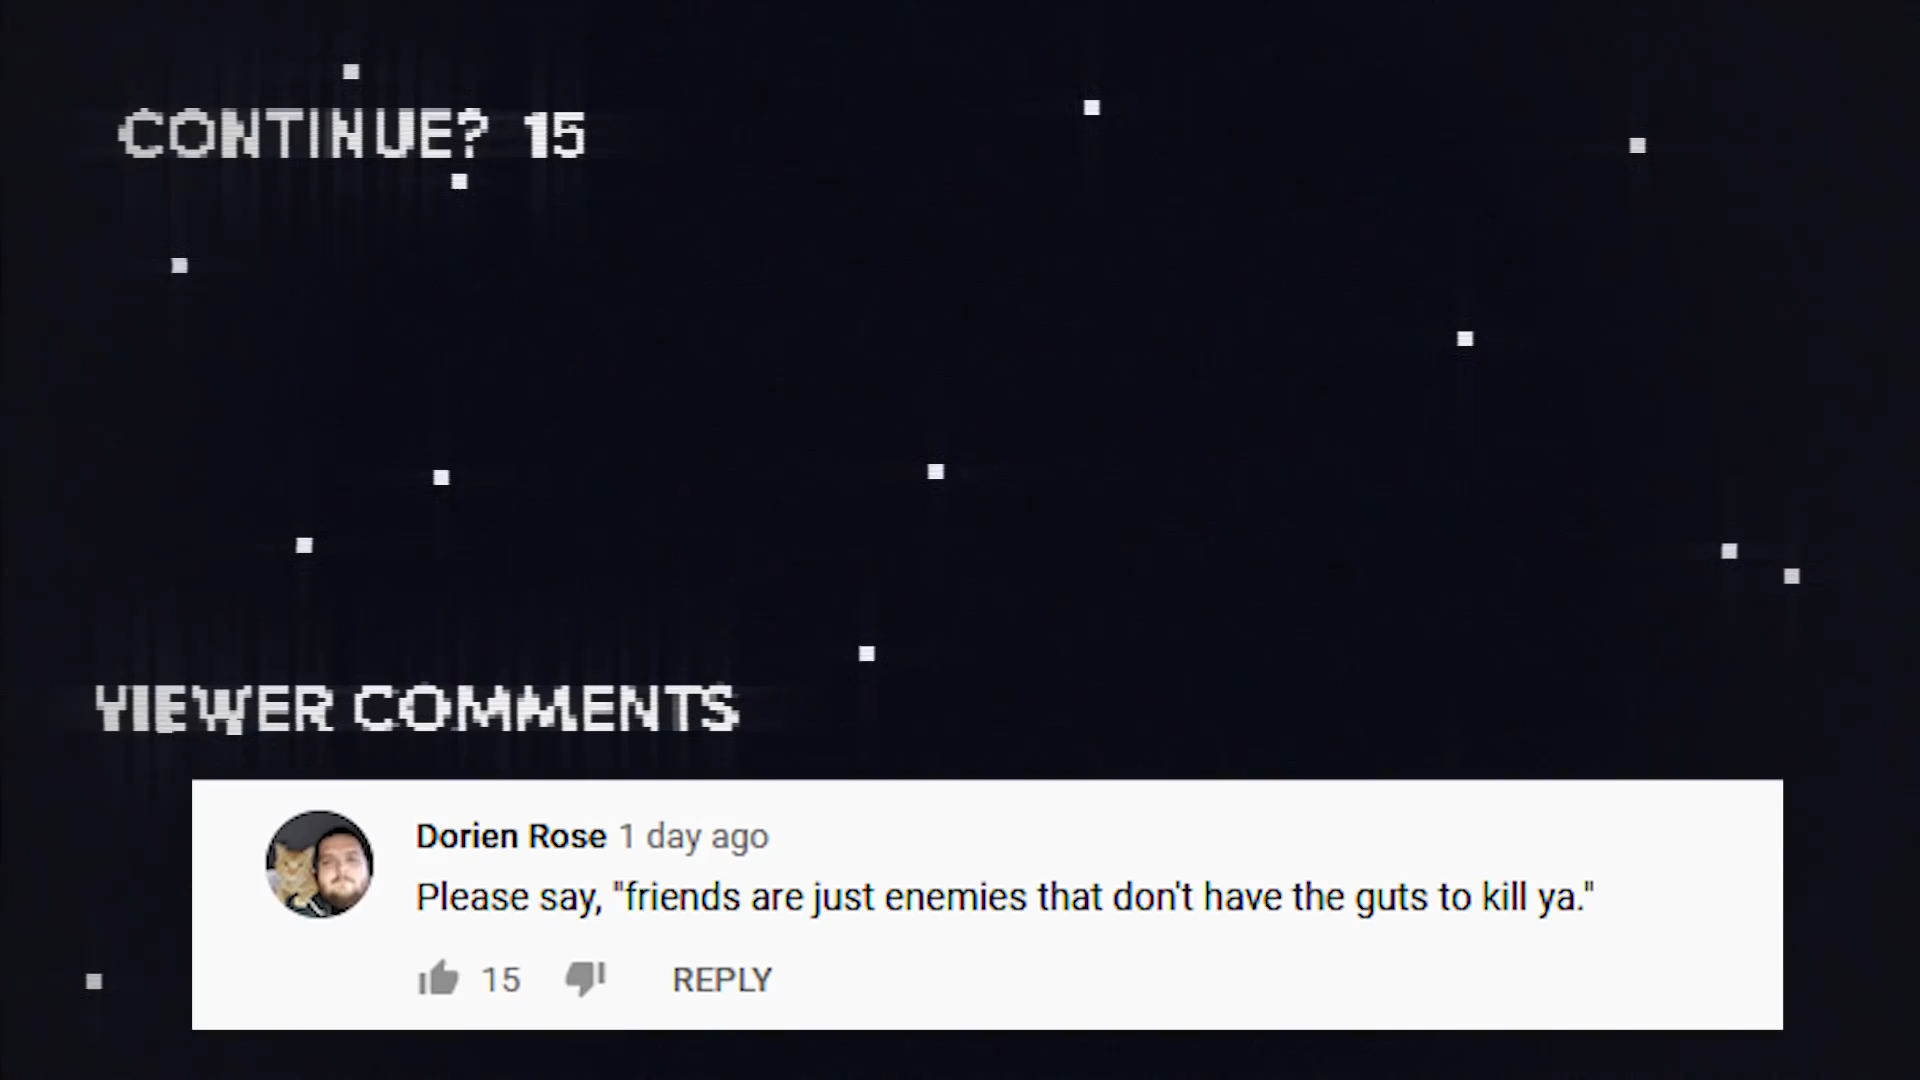 CONTINUE? 15
VIEWER COMMENTS
Dorien Rose 1 day ago
Please say, "friends are just enemies that don't have the guts to kill ya."
15 REPLY